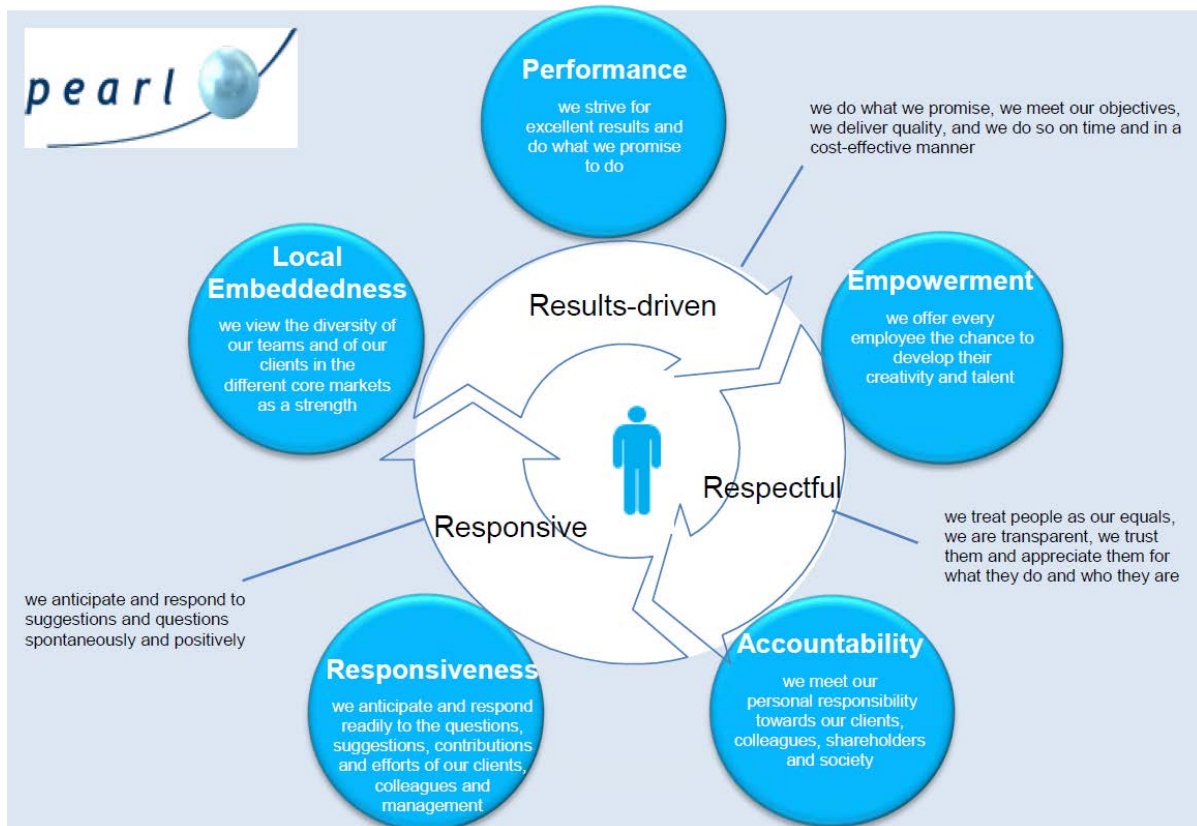 pearl
Performance
we strive for
excellent results and
do what we promise
to do
we do what we promise, we meet our objectives,
we deliver quality, and we do so on time and in a
cost-effective manner
Local
Embeddedness
we view the diversity of
our teams and of our
clients in the
different core markets
as a strength
Results-driven
Empowerment
we offer every
employee the chance to
develop their
creativity and talent
Respectful
Responsive
we treat people as our equals,
we are transparent, we trust
them and appreciate them for
what they do and who they are
we anticipate and respond to
suggestions and questions
spontaneously and positively
Responsiveness
we anticipate and respond
readily to the questions,
suggestions, contributions
and efforts of our clients,
colleagues and
management
Accountability
we meet our
personal responsibility
towards our clients,
colleagues, shareholders
and society